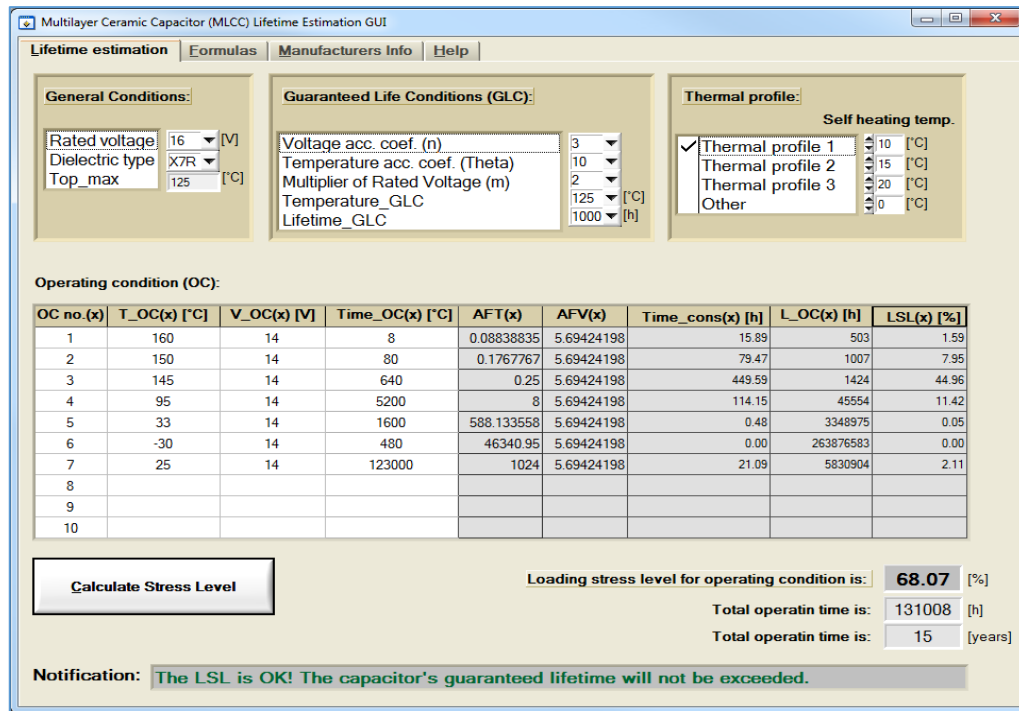 Multilayer Ceramic Capacitor (MLCC) Lifetime Estimation GUI
Lifetime estimation Formulas Manufacturers Info Help
General Conditions:
Rated voltage 16 [V]
Dielectric type X7R
Top_max 125 [°C]
Guaranteed Life Conditions (GLC):
Voltage acc. coef. (n) 3
Temperature acc. coef. (Theta) 10
Multiplier of Rated Voltage (m) 2
Temperature_GLC 125 [°C]
Lifetime_GLC 1000 [h]
Thermal profile:
Self heating temp.
Thermal profile 1 10 [°C]
Thermal profile 2 15 [°C]
Thermal profile 3 20 [°C]
Other 0 [°C]
Operating condition (OC):
OC no.(x) T_OC(x) [°C] V_OC(x) [V] Time_OC(x) [°C] AFT(x) AFV(x) Time_cons(x) [h] L_OC(x) [h] LSL(x) [%]
1 160 14 8 0.08838835 5.69424198 15.89 503 1.59
2 150 14 80 0.1767767 5.69424198 79.47 1007 7.95
3 145 14 640 0.25 5.69424198 449.59 1424 44.96
4 95 14 5200 8 5.69424198 114.15 45554 11.42
5 33 14 1600 588.133558 5.69424198 0.48 3348975 0.05
6 -30 14 480 46340.95 5.69424198 0.00 263876583 0.00
7 25 14 123000 1024 5.69424198 21.09 5830904 2.11
8
9
10
Calculate Stress Level
Loading stress level for operating condition is: 68.07 [%]
Total operatin time is: 131008 [h]
Total operatin time is: 15 [years]
Notification: The LSL is OK! The capacitor's guaranteed lifetime will not be exceeded.